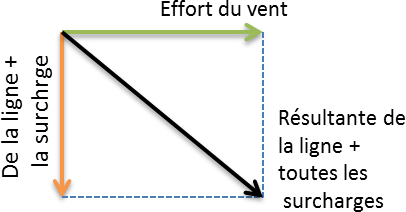 Effort du vent
De la ligne +
la surchrge
Résultante de
la ligne +
toutes les
surcharges